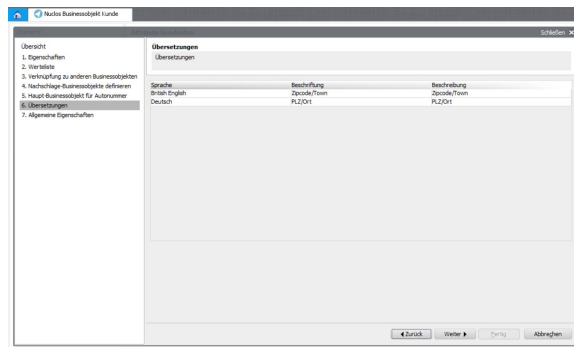 Nuclos Businessobjekt Kunde
Schließen
Übersicht
1. Eigenschaften
2. Werteliste
3. Verknüpfung zu anderen Businessobjekten
4. Nachschlage-Businessobjekte definieren
5. Haupt-Businessobjekt für Autonummer
6. Übersetzungen
7. Allgemeine Eigenschaften
Übersetzungen
Übersetzungen
Sprache Beschriftung Beschreibung
British English Zipcode/Town Zipcode/Town
Deutsch PLZ/Ort PLZ/Ort
Zurück Weiter Fertig Abbrechen